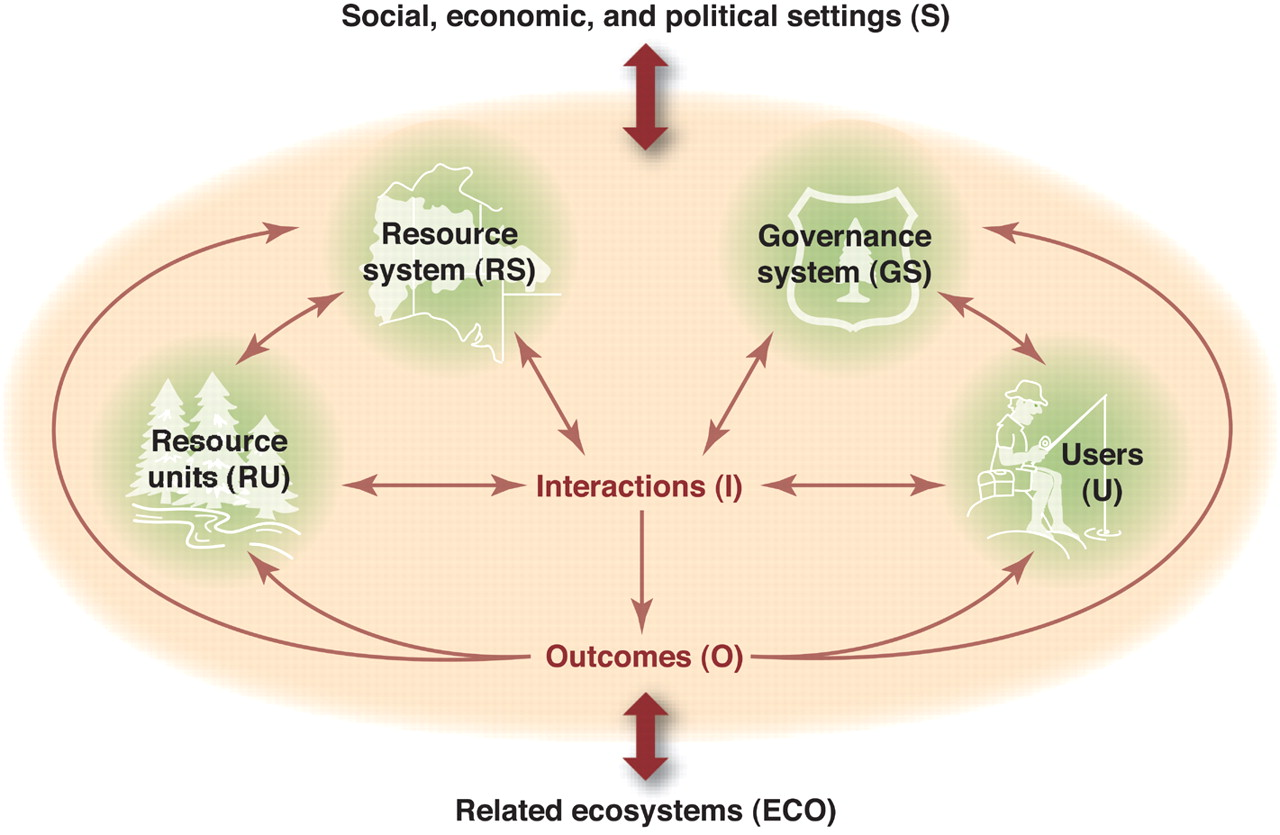 Social, economic, and political settings (S)
Resource
system (RS)
Governance
system (GS)
Resource
units (RU)
Users
(U)
Interactions (I)
Outcomes (O)
Related ecosystems (ECO)